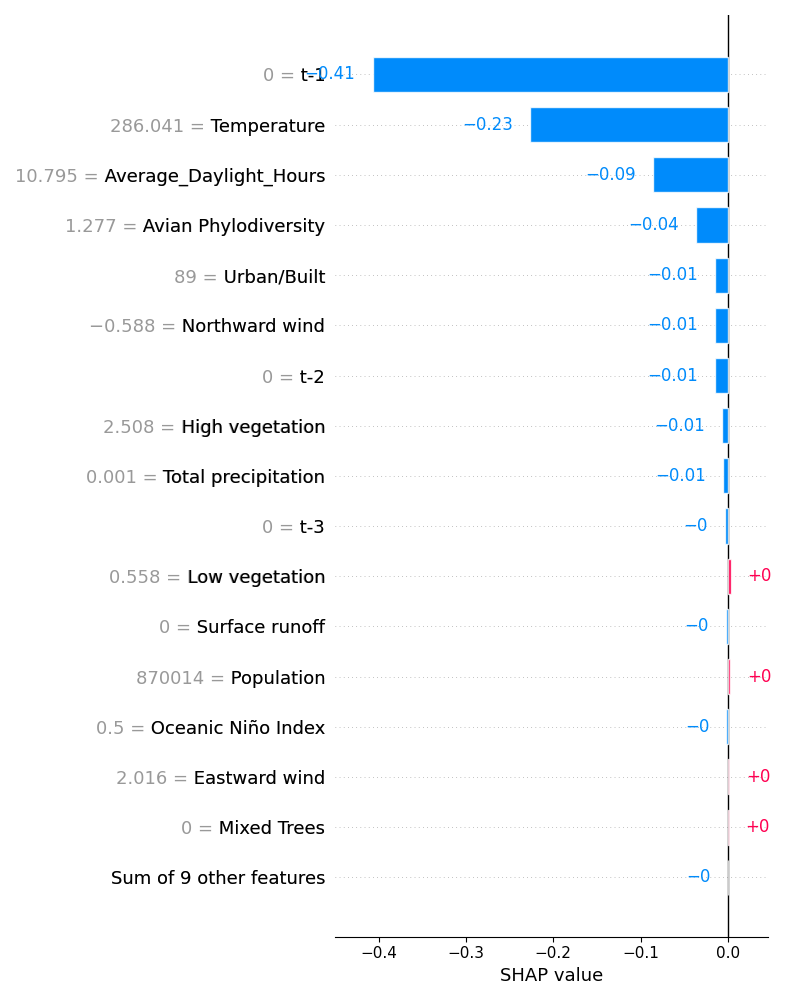 0 = t-1 −0.41
286.041 = Temperature −0.23
10.795 = Average_Daylight_Hours −0.09
1.277 = Avian Phylodiversity −0.04
89 = Urban/Built −0.01
−0.588 = Northward wind −0.01
0 = t-2 −0.01
2.508 = High vegetation −0.01
0.001 = Total precipitation −0.01
0 = t-3 −0
0.558 = Low vegetation +0
0 = Surface runoff −0
870014 = Population +0
0.5 = Oceanic Niño Index −0
2.016 = Eastward wind +0
0 = Mixed Trees +0
Sum of 9 other features −0
−0.4 −0.3 −0.2 −0.1 0.0
SHAP value